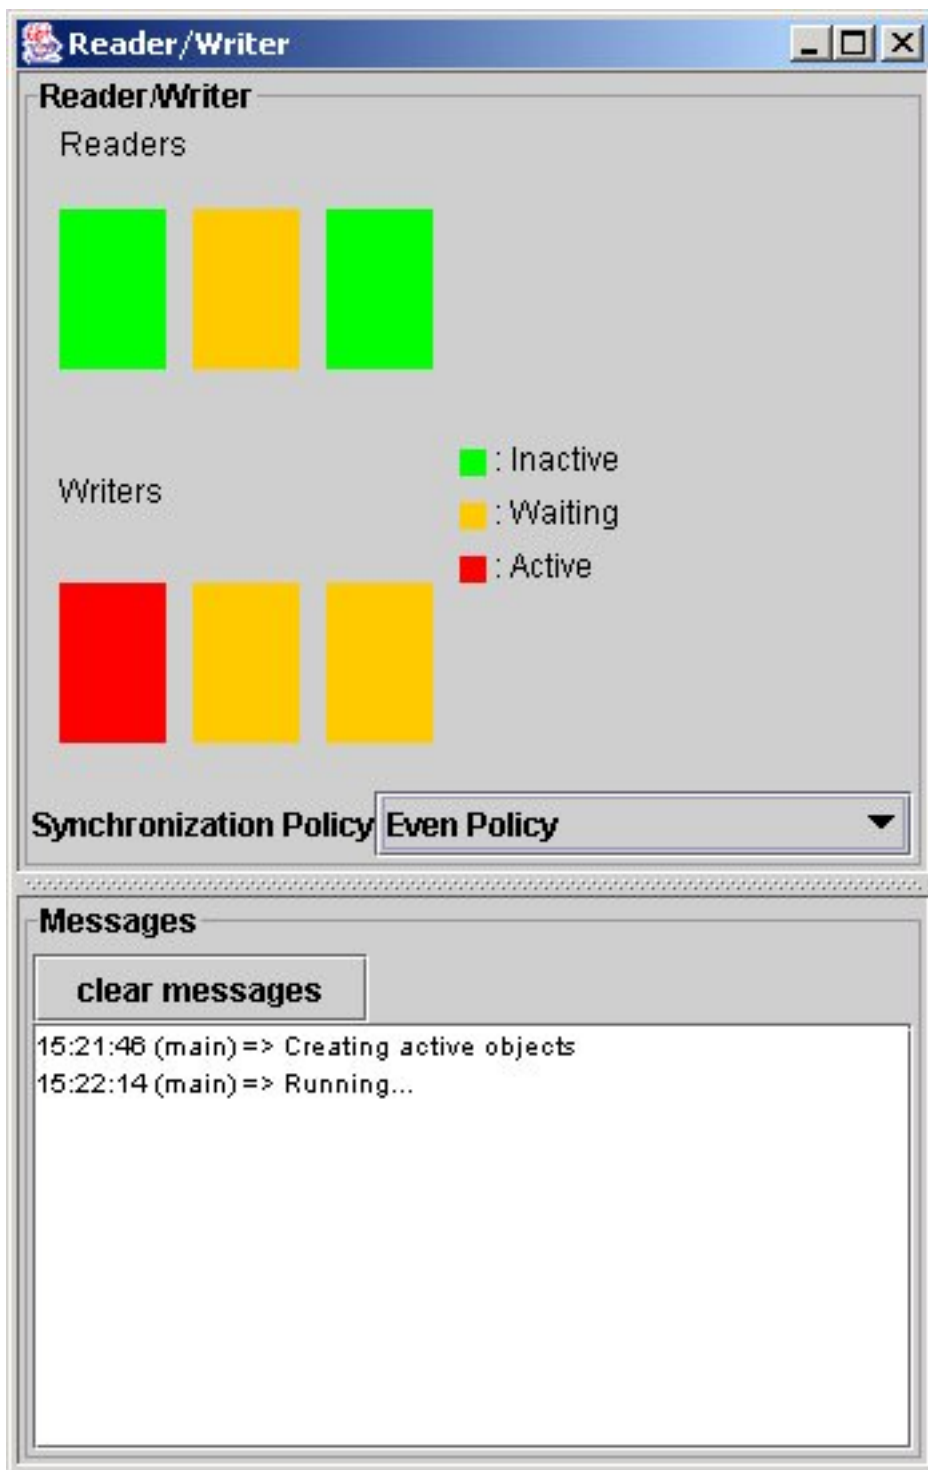 Reader/Writer
Reader/Writer
Readers
: Inactive
Writers
: Waiting
: Active
Synchronization Policy Even Policy
Messages
clear messages
15:21:46 (main) => Creating active objects
15:22:14 (main) => Running...